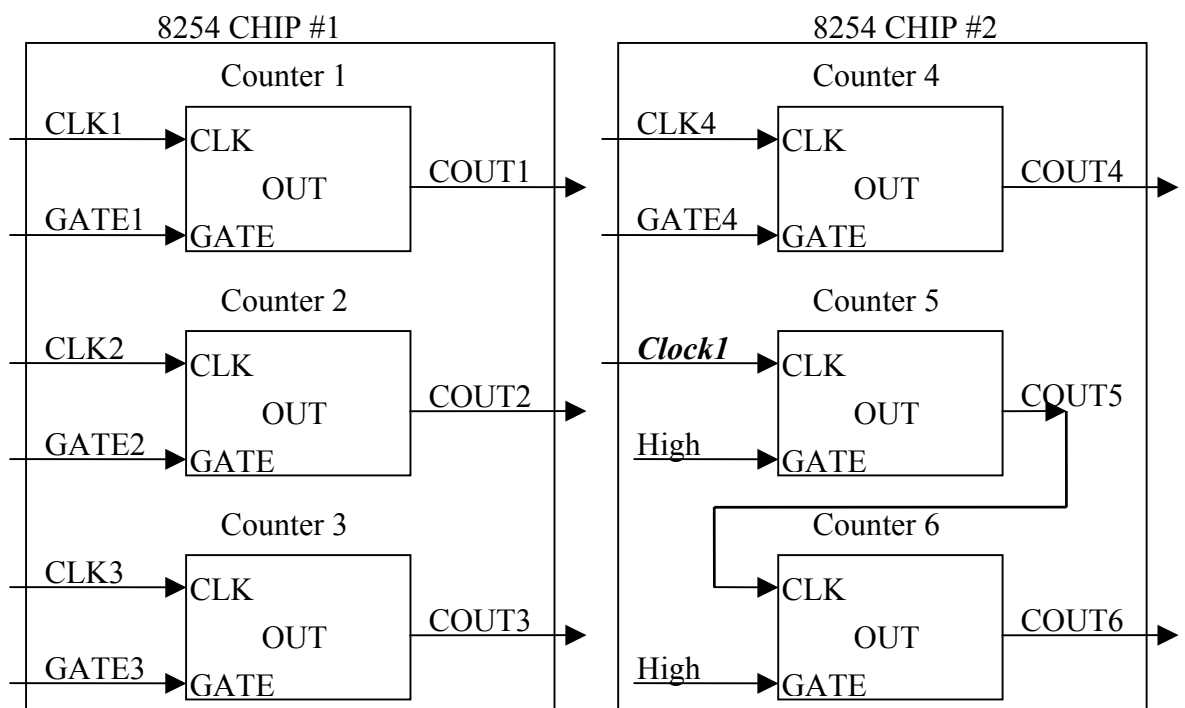 8254 CHIP #1
Counter 1
CLK1
CLK
OUT
COUT1
GATE1
GATE
Counter 2
CLK2
CLK
OUT
COUT2
GATE2
GATE
Counter 3
CLK3
CLK
OUT
COUT3
GATE3
GATE
8254 CHIP #2
Counter 4
CLK4
CLK
OUT
COUT4
GATE4
GATE
Counter 5
Clock1
CLK
OUT
COUT5
High
GATE
Counter 6
CLK
OUT
COUT6
High
GATE